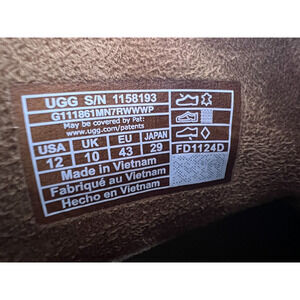 UGG S/N 1158193
G111861MN7RWWWP
May be covered by Pat:
www.ugg.com/patents
USA UK EU JAPAN
12 10 43 29
FD1124D
Made in Vietnam
Fabriqué au Vietnam
Hecho en Vietnam